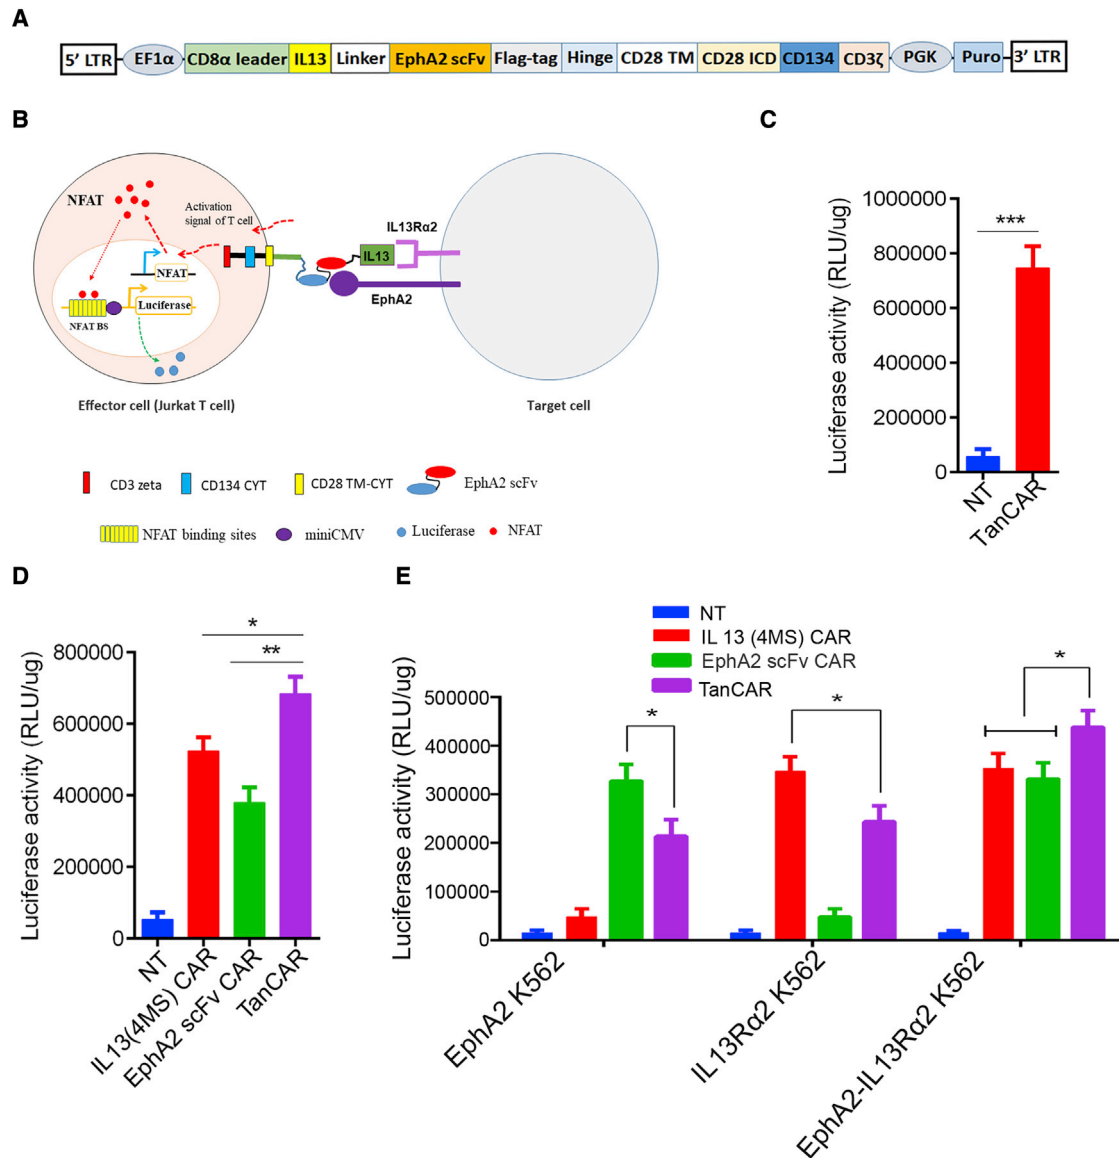 A
5' LTR EF1α CD8α leader IL13 Linker EphA2 scFv Flag-tag Hinge CD28 TM CD28 ICD CD134 CD3ζ PGK Puro 3' LTR
B
NFAT
Activation
signal of T cell
IL13Rα2
IL13
NFAT
EphA2
Luciferase
NFAT BS
Effector cell (Jurkat T cell)
Target cell
CD3 zeta
CD134 CYT
CD28 TM-CYT
EphA2 scFv
NFAT binding sites
miniCMV
Luciferase
NFAT
C
Luciferase activity (RLU/ug)
1000000
800000
600000
400000
200000
0
***
NT
TanCAR
D
Luciferase activity (RLU/ug)
800000
600000
400000
200000
0
*
**
NT
IL13(4MS) CAR
EphA2 scFv CAR
TanCAR
E
NT
IL 13 (4MS) CAR
EphA2 scFv CAR
TanCAR
Luciferase activity (RLU/ug)
500000
400000
300000
200000
100000
0
*
*
*
EphA2 K562
IL13Rα2 K562
EphA2-IL13Rα2 K562